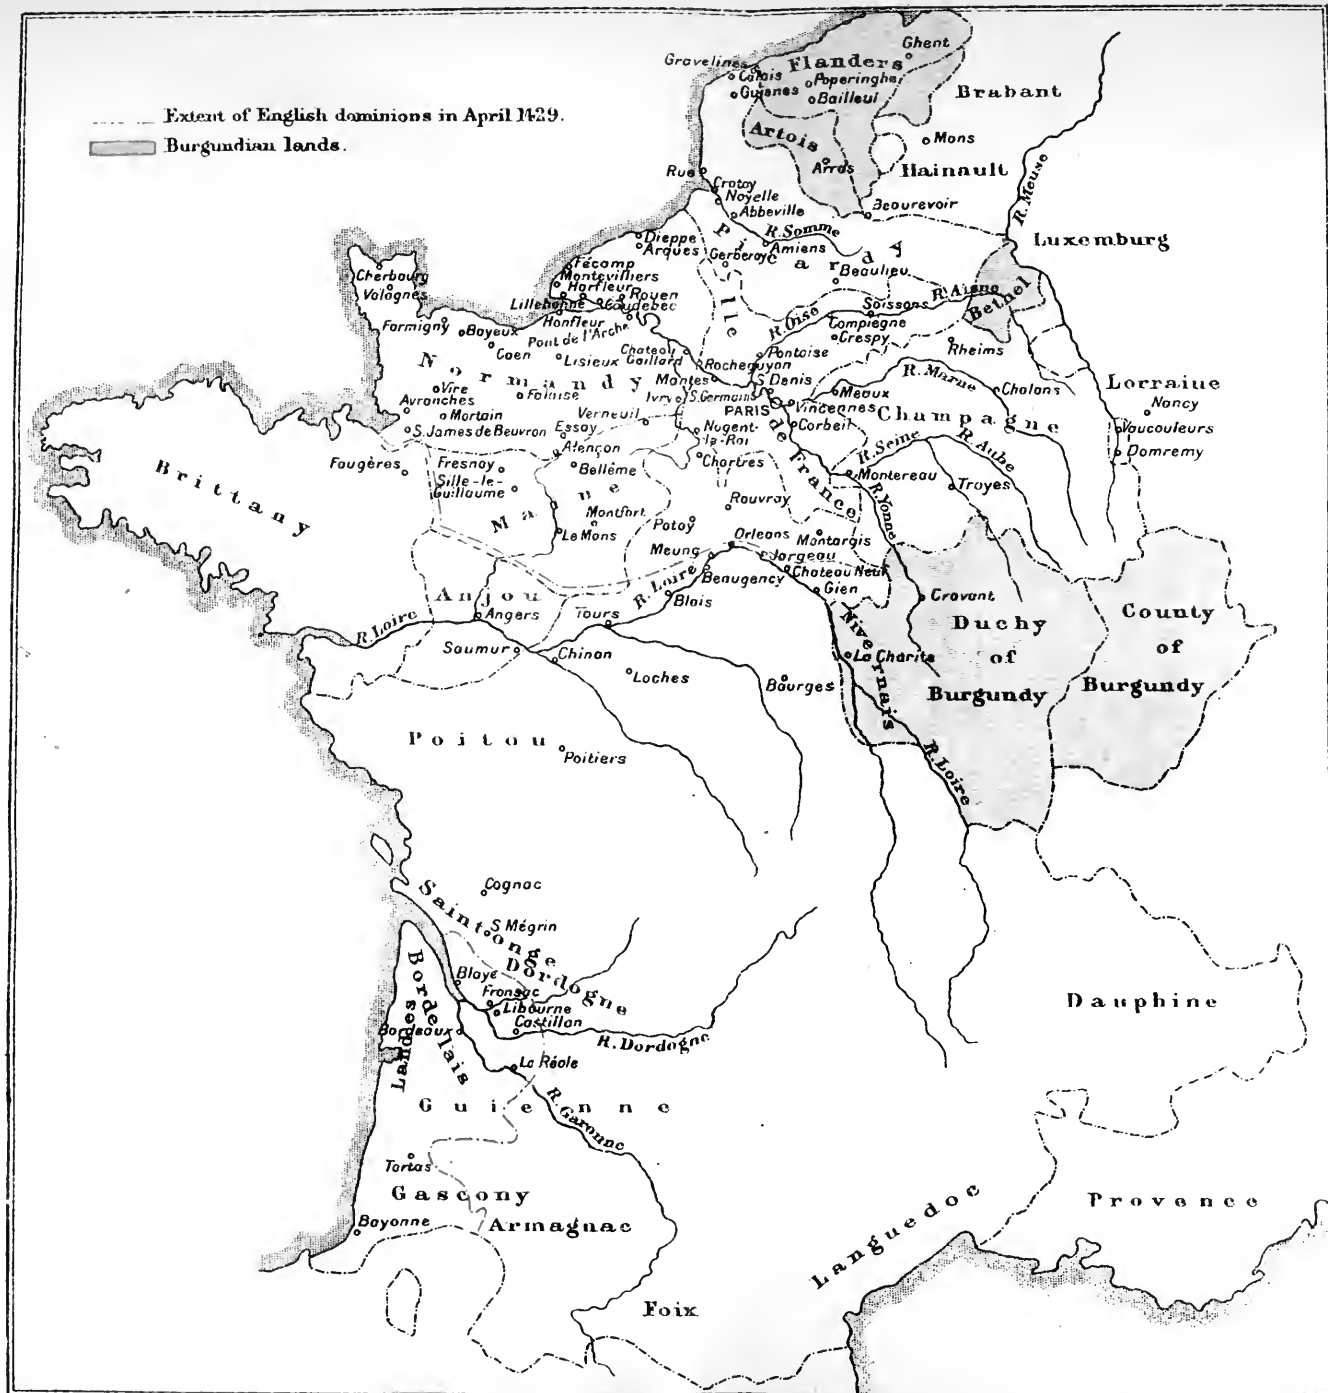 Extent of English dominions in April 1429.
Burgundian lands.
Ghent
Gravelines
Flanders
Calais
Poperinghe
Guisnes
Bailleul
Brabant
Artois
Mons
Arras
Hainault
Rue
Crotoy
Noyelle
Abbeville
Beaurevoir
R. Meuse
R. Somme
Luxemburg
Dieppe
Arques
Amiens
Picardy
Gerberoy
Beaulieu
Cherbourg
Valognes
Fécamp
Montevilliers
Harfleur
Rouen
Lillebonne
Caudebec
Honfleur
Pont de l'Arche
Soissons
R. Aisne
Rethel
R. Oise
Compiègne
Crespy
Formigny
Bayeux
Caen
Lisieux
Chateau
Gaillard
Rocheguyon
Pontoise
Rheims
Normandy
Mantes
S. Denis
Meaux
R. Marne
Chalons
Lorraine
Nancy
Vire
Falaise
Ivry
S. Germains
PARIS
Vincennes
Champagne
Avranches
Mortain
Verneuil
Corbeil
Vaucouleurs
S. James de Beuvron
Essay
Nugent-
le-Roi
R. Seine
R. Aube
Domremy
Alençon
Ile de France
Fougères
Fresnay
Bellême
Chartres
Montereau
Troyes
Sille-le-
Guillaume
R. Yonne
Brittany
Maine
Rouvray
Montfort
Patay
Le Mans
Orleans
Montargis
Meung
Jargeau
Beaugency
Chateau Neuf
Gien
Anjou
R. Loire
Blois
Cravant
R. Loire
Angers
Tours
Duchy
of
Burgundy
County
of
Burgundy
Nivernais
Saumur
Chinon
La Charite
Loches
Bourges
Poitou
Poitiers
R. Loire
Cognac
Saintonge
S. Mégrin
Dordogne
Blaye
Fronsac
Libourne
Castillon
Bordeaux
Bordelais
Landes
R. Dordogne
Dauphine
La Réole
R. Garonne
Guienne
Tartas
Gascony
Armagnac
Bayonne
Languedoc
Provence
Foix